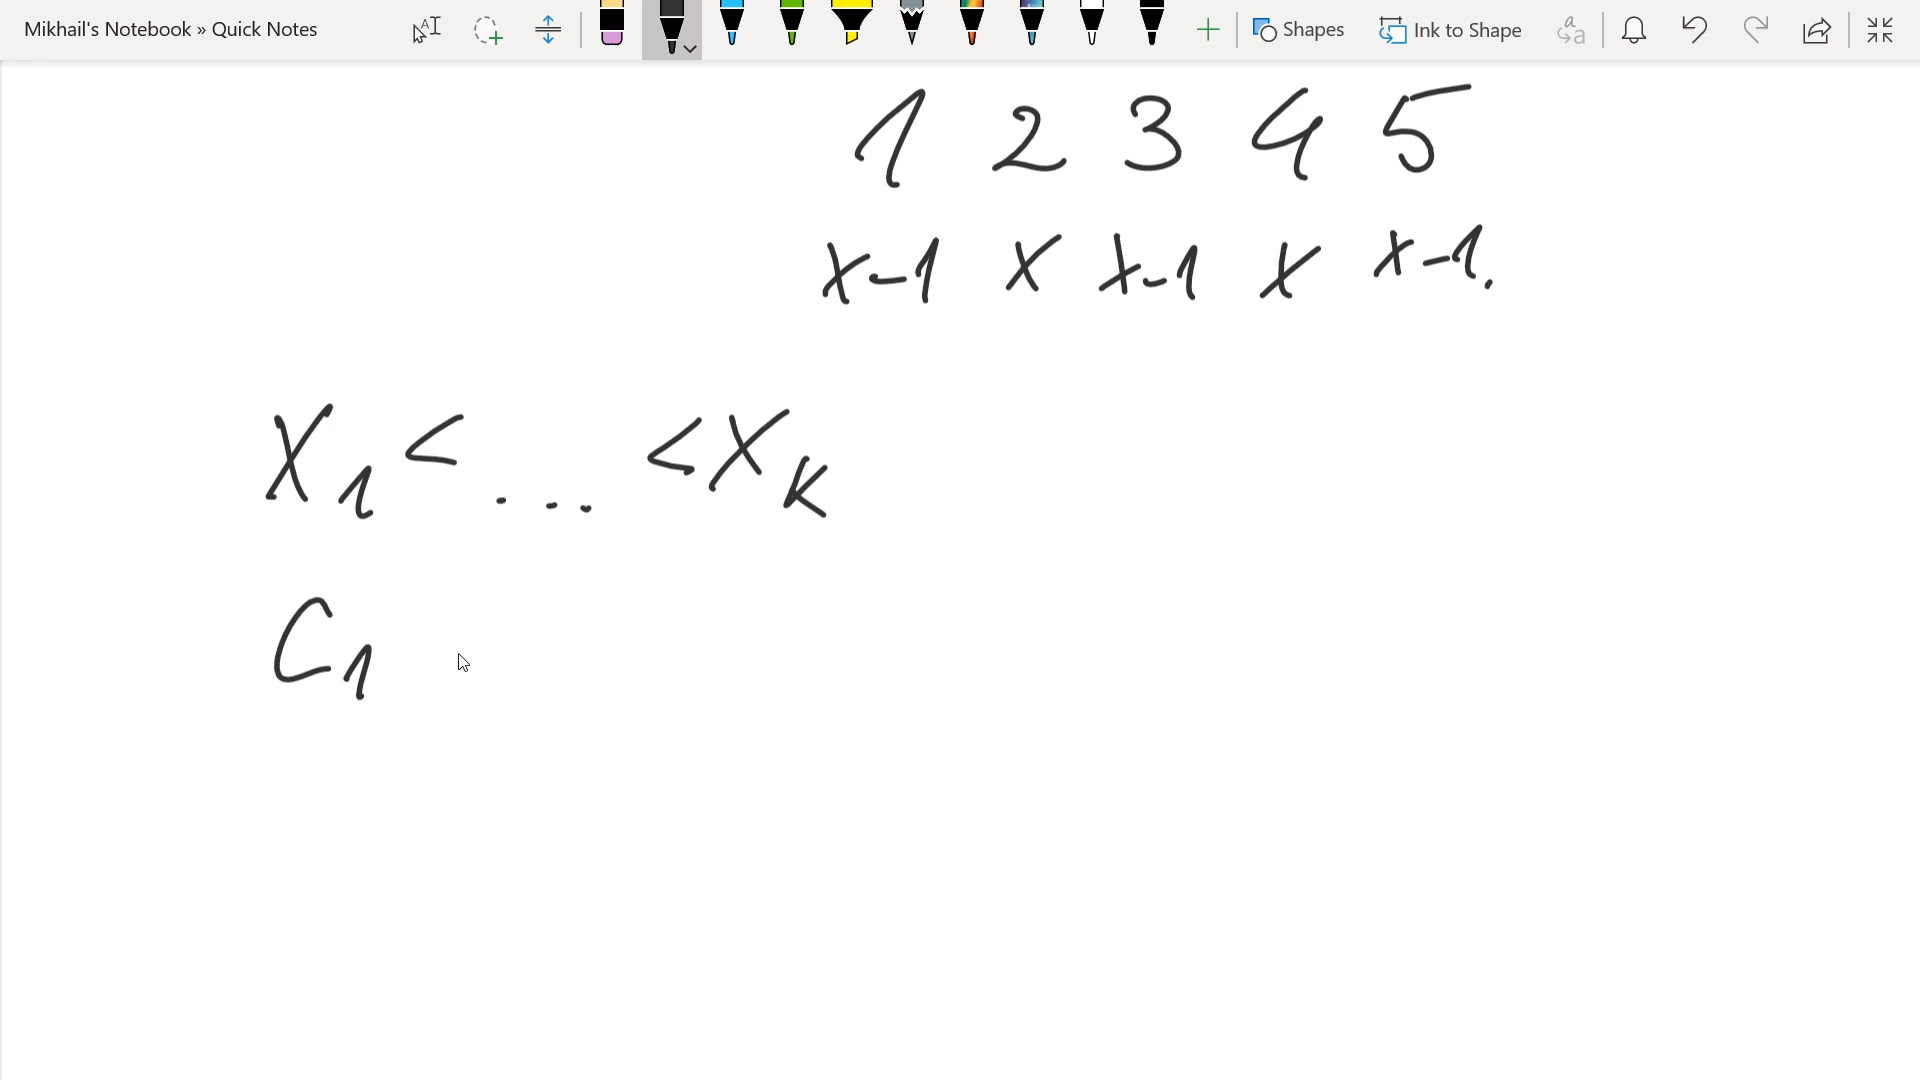 Mikhail's Notebook » Quick Notes Shapes Ink to Shape
1 2 3 4 5
x-1 x x-1 x x-1.
X₁ < ... < Xₖ
C₁